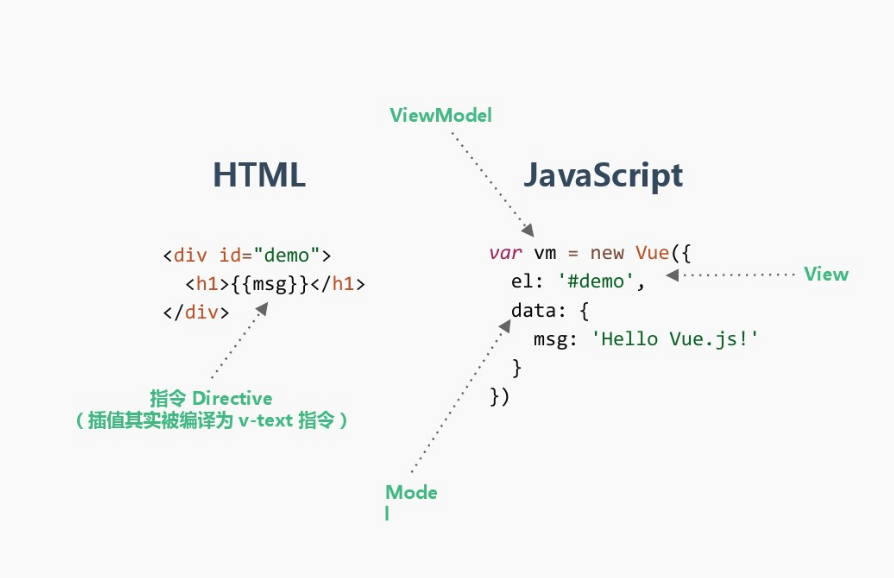 ViewModel
HTML
JavaScript
<div id="demo">
<h1>{{msg}}</h1>
</div>
var vm = new Vue({
el: '#demo',
data: {
msg: 'Hello Vue.js!'
}
})
View
指令 Directive
（插值其实被编译为 v-text 指令）
Mode
l